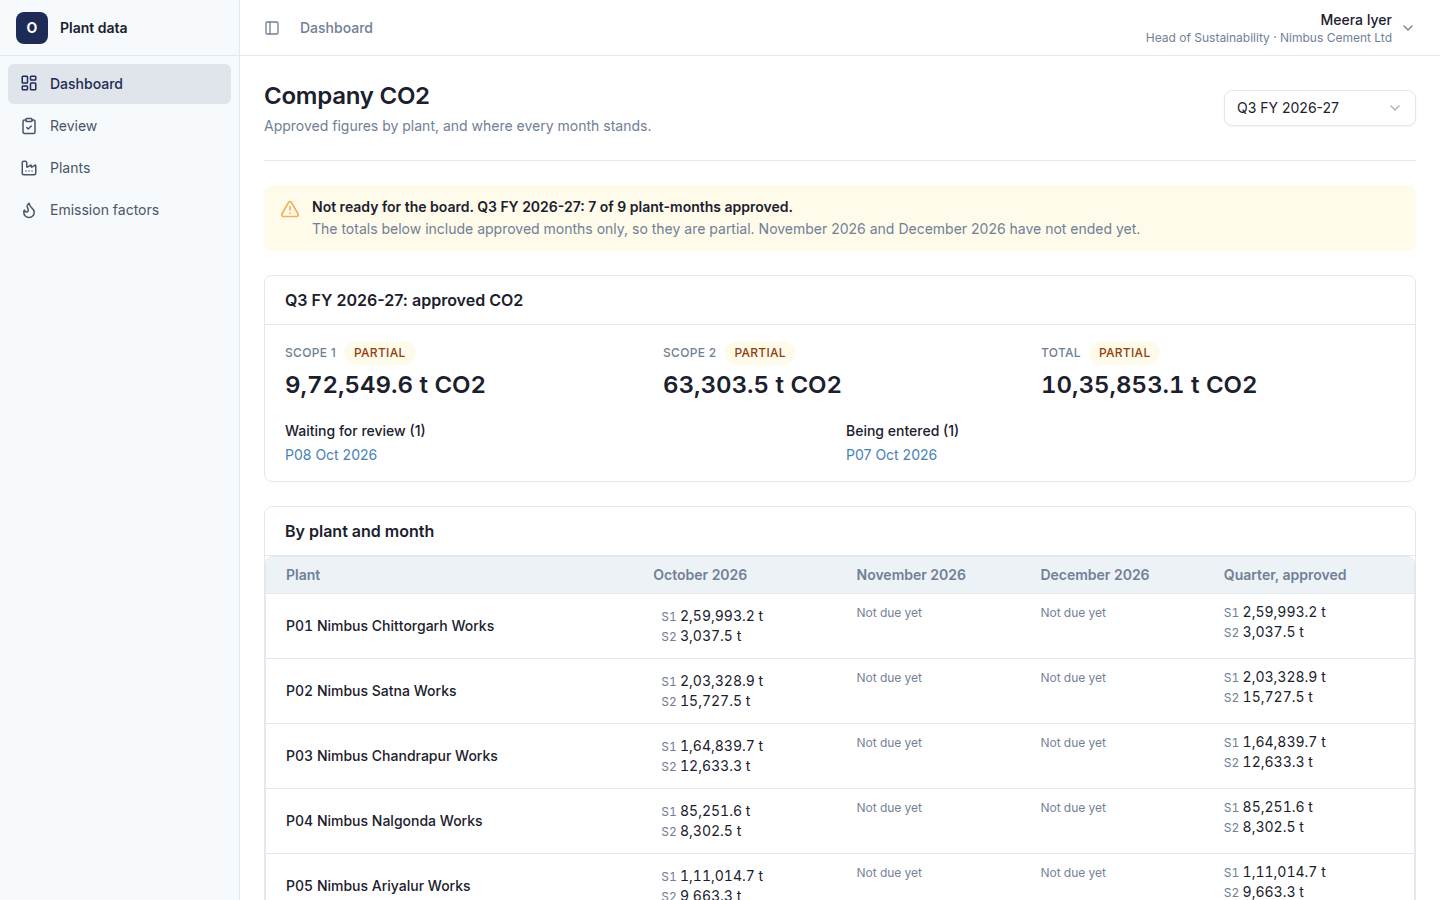 O Plant data
Dashboard
Review
Plants
Emission factors
Dashboard
Meera Iyer
Head of Sustainability · Nimbus Cement Ltd
Company CO2
Approved figures by plant, and where every month stands.
Q3 FY 2026-27
Not ready for the board. Q3 FY 2026-27: 7 of 9 plant-months approved.
The totals below include approved months only, so they are partial. November 2026 and December 2026 have not ended yet.
Q3 FY 2026-27: approved CO2
SCOPE 1 PARTIAL
9,72,549.6 t CO2
SCOPE 2 PARTIAL
63,303.5 t CO2
TOTAL PARTIAL
10,35,853.1 t CO2
Waiting for review (1)
P08 Oct 2026
Being entered (1)
P07 Oct 2026
By plant and month
Plant October 2026 November 2026 December 2026 Quarter, approved
P01 Nimbus Chittorgarh Works
S1 2,59,993.2 t
S2 3,037.5 t
Not due yet
Not due yet
S1 2,59,993.2 t
S2 3,037.5 t
P02 Nimbus Satna Works
S1 2,03,328.9 t
S2 15,727.5 t
Not due yet
Not due yet
S1 2,03,328.9 t
S2 15,727.5 t
P03 Nimbus Chandrapur Works
S1 1,64,839.7 t
S2 12,633.3 t
Not due yet
Not due yet
S1 1,64,839.7 t
S2 12,633.3 t
P04 Nimbus Nalgonda Works
S1 85,251.6 t
S2 8,302.5 t
Not due yet
Not due yet
S1 85,251.6 t
S2 8,302.5 t
P05 Nimbus Ariyalur Works
S1 1,11,014.7 t
S2 9,663.3 t
Not due yet
Not due yet
S1 1,11,014.7 t
S2 9,663.3 t